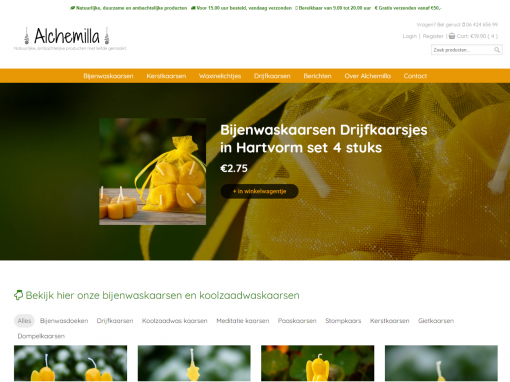 Natuurlijke, duurzame en ambachtelijke producten Voor 15.00 uur besteld, vandaag verzonden Bereikbaar van 9.00 tot 20.00 uur € Gratis verzenden vanaf €50,-
Alchemilla
Natuurlijke, ambachtelijke producten met liefde gemaakt
Vragen? Bel gerust! 06 424 656 99
Login | Register | Cart: €19.90 ( 4 )
Zoek producten...
Bijenwaskaarsen Kerstkaarsen Waxinelichtjes Drijfkaarsen Berichten Over Alchemilla Contact
Bijenwaskaarsen Drijfkaarsjes
in Hartvorm set 4 stuks
€2.75
+ in winkelwagentje
Bekijk hier onze bijenwaskaarsen en koolzaadwaskaarsen
Alles Bijenwasdoeken Drijfkaarsen Koolzaadwas kaarsen Meditatie kaarsen Paaskaarsen Stompkaars Kerstkaarsen Gietkaarsen
Dompelkaarsen